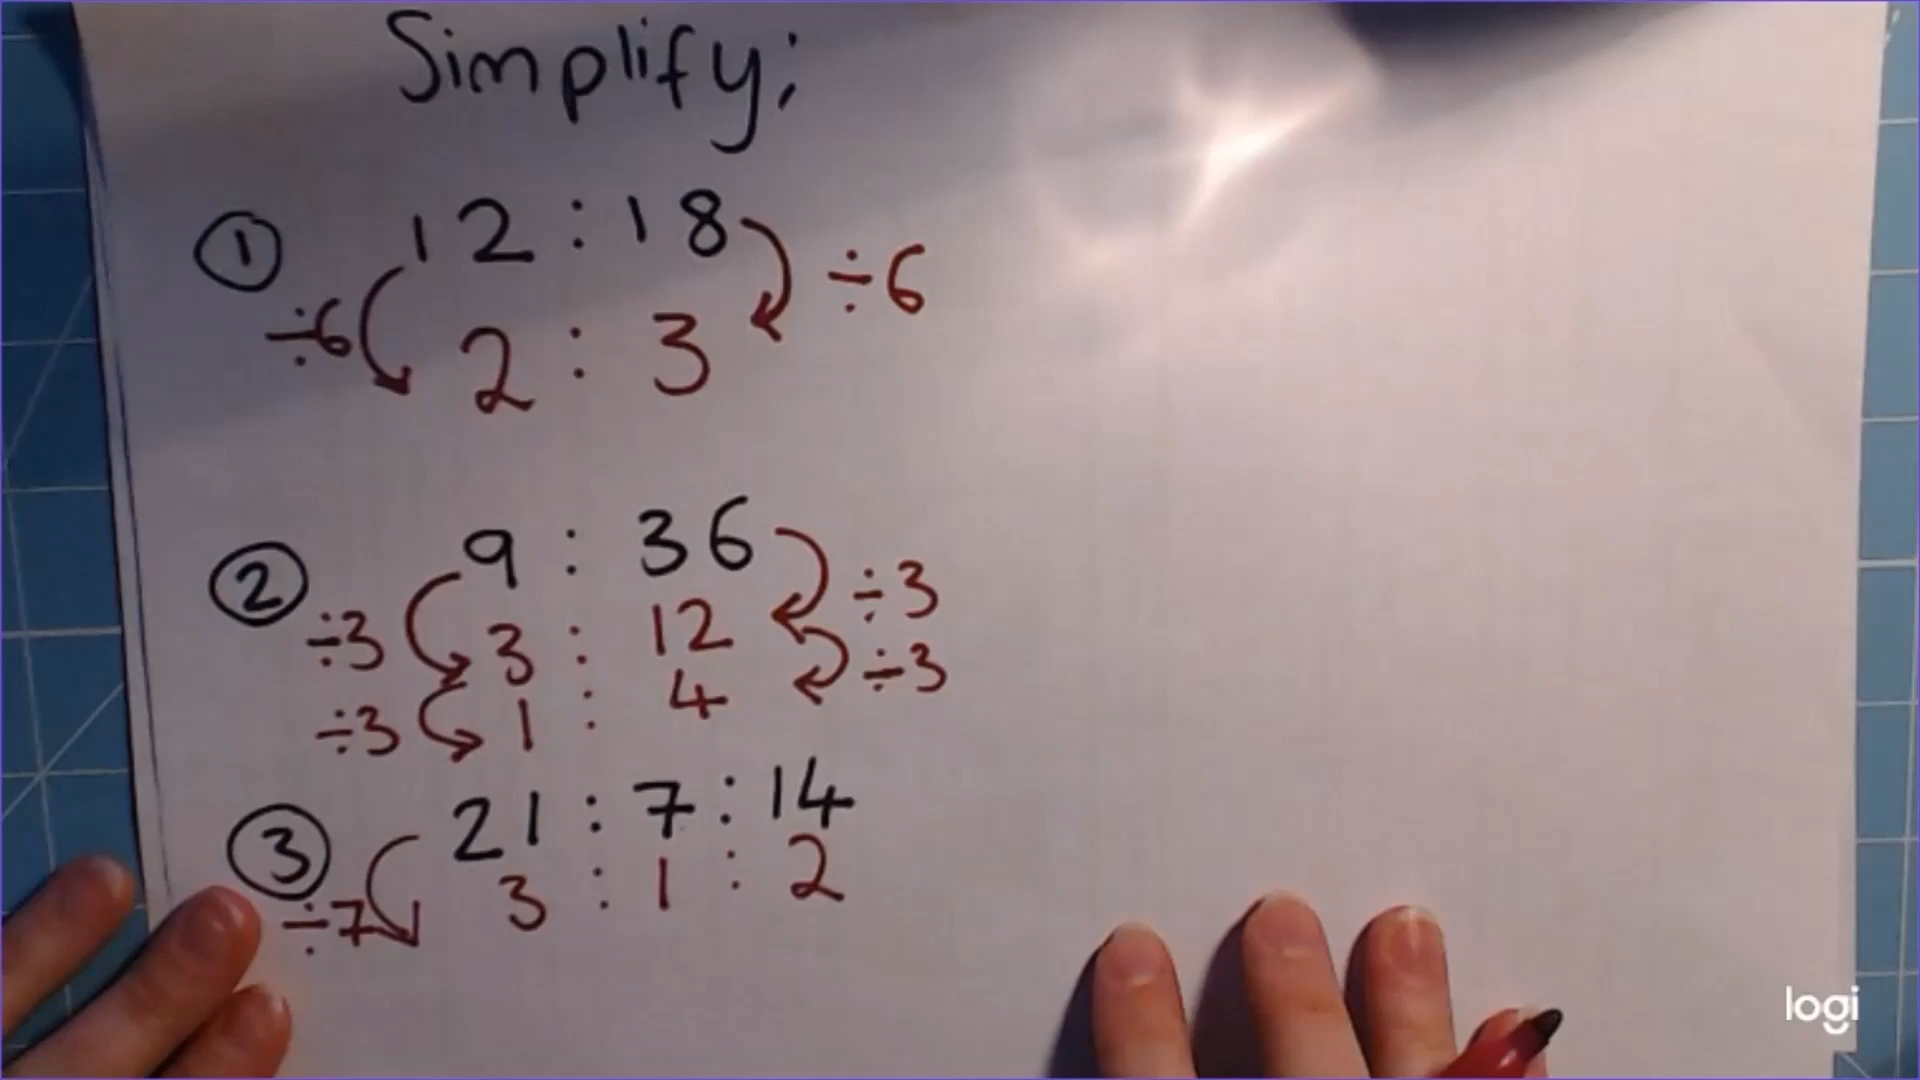 Simplify;
① 12 : 18
÷6 ÷6
2 : 3
② 9 : 36
÷3 3 : 12 ÷3
÷3 1 : 4 ÷3
③ 21 : 7 : 14
÷7 3 : 1 : 2
logi